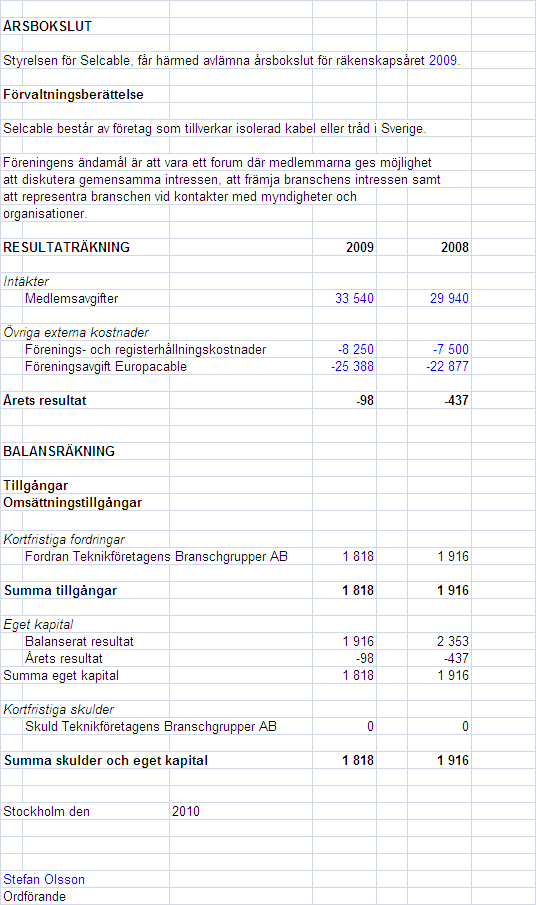 ÅRSBOKSLUT
Styrelsen för Selcable, får härmed avlämna årsbokslut för räkenskapsåret 2009.
Förvaltningsberättelse
Selcable består av företag som tillverkar isolerad kabel eller tråd i Sverige.
Föreningens ändamål är att vara ett forum där medlemmarna ges möjlighet
att diskutera gemensamma intressen, att främja branschens intressen samt
att representra branschen vid kontakter med myndigheter och
organisationer.
RESULTATRÄKNING 2009 2008
Intäkter
Medlemsavgifter 33 540 29 940
Övriga externa kostnader
Förenings- och registerhållningskostnader -8 250 -7 500
Föreningsavgift Europacable -25 388 -22 877
Årets resultat -98 -437
BALANSRÄKNING
Tillgångar
Omsättningstillgångar
Kortfristiga fordringar
Fordran Teknikföretagens Branschgrupper AB 1 818 1 916
Summa tillgångar 1 818 1 916
Eget kapital
Balanserat resultat 1 916 2 353
Årets resultat -98 -437
Summa eget kapital 1 818 1 916
Kortfristiga skulder
Skuld Teknikföretagens Branschgrupper AB 0 0
Summa skulder och eget kapital 1 818 1 916
Stockholm den 2010
Stefan Olsson
Ordförande